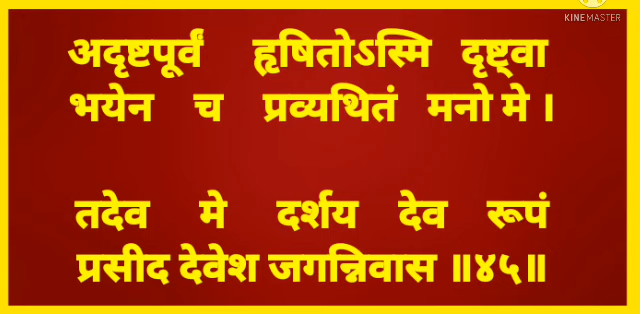 KINEMASTER
अदृष्टपूर्वं हृषितोऽस्मि दृष्ट्वा
भयेन च प्रव्यथितं मनो मे ।
तदेव मे दर्शय देव रूपं
प्रसीद देवेश जगन्निवास ॥४५॥